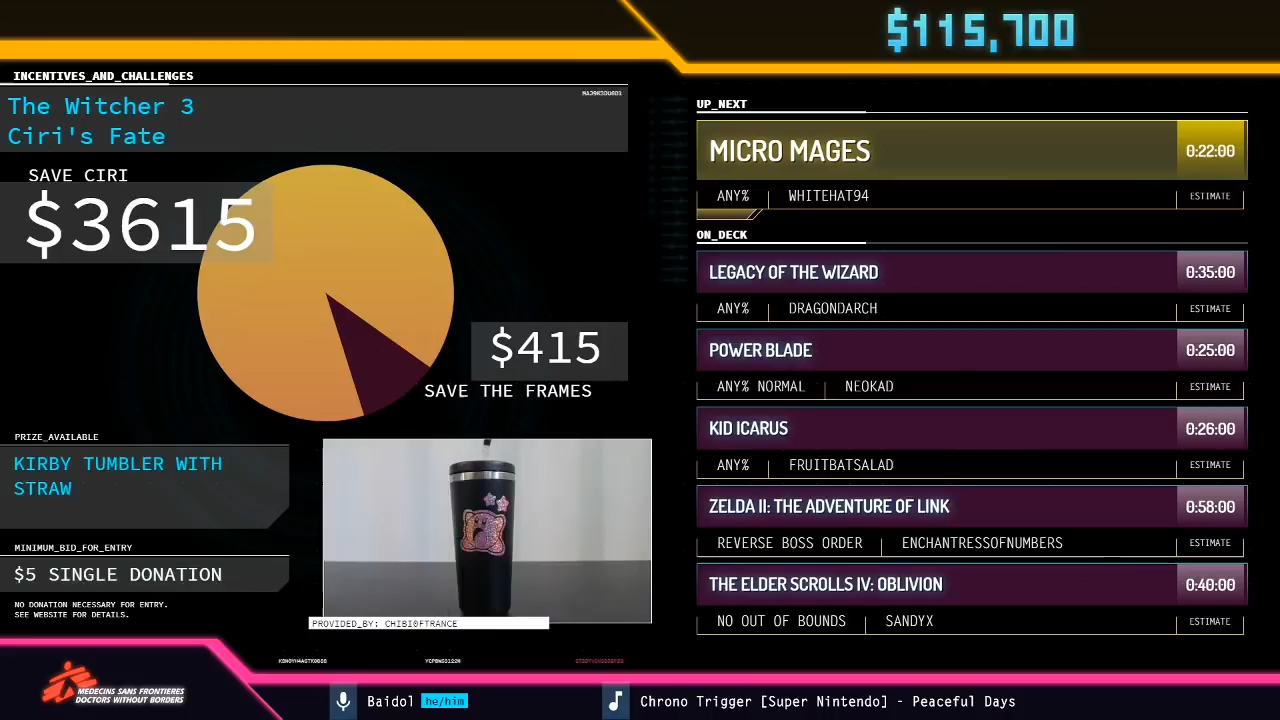 $115,700
INCENTIVES_AND_CHALLENGES
The Witcher 3
Ciri's Fate
SAVE CIRI
$3615
$415
SAVE THE FRAMES
PRIZE_AVAILABLE
KIRBY TUMBLER WITH
STRAW
MINIMUM_BID_FOR_ENTRY
$5 SINGLE DONATION
NO DONATION NECESSARY FOR ENTRY.
SEE WEBSITE FOR DETAILS.
PROVIDED_BY: CHIBI0FTRANCE
UP_NEXT
MICRO MAGES 0:22:00
ANY% WHITEHAT94 ESTIMATE
ON_DECK
LEGACY OF THE WIZARD 0:35:00
ANY% DRAGONDARCH ESTIMATE
POWER BLADE 0:25:00
ANY% NORMAL NEOKAD ESTIMATE
KID ICARUS 0:26:00
ANY% FRUITBATSALAD ESTIMATE
ZELDA II: THE ADVENTURE OF LINK 0:58:00
REVERSE BOSS ORDER ENCHANTRESSOFNUMBERS ESTIMATE
THE ELDER SCROLLS IV: OBLIVION 0:40:00
NO OUT OF BOUNDS SANDYX ESTIMATE
MEDECINS SANS FRONTIERES
DOCTORS WITHOUT BORDERS
Baidol he/him
Chrono Trigger [Super Nintendo] - Peaceful Days